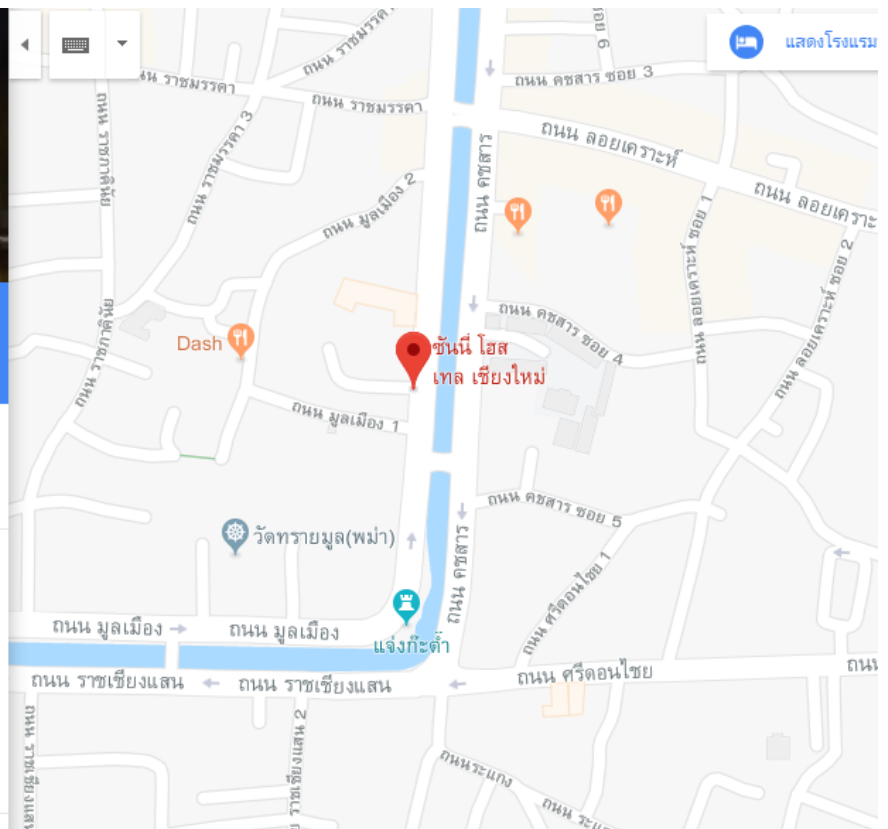 แสดงโรงแรม
ซอย 6
ถนน คชสาร ซอย 3
ถนน ราชมรรคา
ถนน ลอยเคราะห์
ถนน ลอยเคราะห์
ถนน ราชภาคินัย
ถนน ราชมรรคา 3
ถนน มูลเมือง 2
ถนน คชสาร
ถนน ลอยเคราะห์ ซอย 1
ถนน ลอยเคราะห์ ซอย 2
ถนน คชสาร ซอย 4
ถนน ราชภาคินัย
Dash
ซันนี่ โฮส
เทล เชียงใหม่
ถนน มูลเมือง 1
ถนน คชสาร ซอย 5
วัดทรายมูล(พม่า)
ถนน คชสาร
ถนน ศรีดอนไชย 1
ถนน มูลเมือง
ถนน มูลเมือง
แจ่งก๊ะต้ำ
ถนน ราชเชียงแสน
ถนน ราชเชียงแสน
ถนน ศรีดอนไชย
ราชเชียงแสน 2
ถนนระแกง